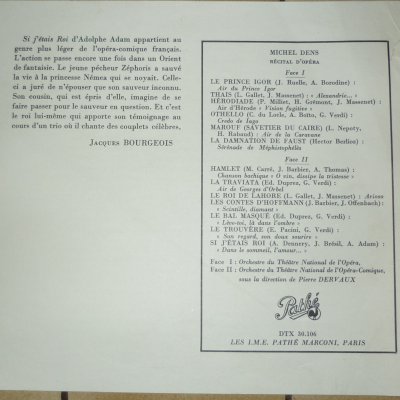 Si j'étais Roi d'Adolphe Adam appartient au
genre plus léger de l'opéra-comique français.
L'action se passe encore une fois dans un Orient
de fantaisie. Le jeune pécheur Zéphoris a sauvé
la vie à la princesse Néméa qui se noyait. Celle-
ci a juré de n'épouser que son sauveur inconnu.
Son cousin, qui est épris d'elle, imagine de se
faire passer pour le sauveur en question. Et c'est
le roi lui-même qui apporte son témoignage au
cours d'un trio où il chante des couplets célèbres.
Jacques BOURGEOIS
MICHEL DENS
RÉCITAL D'OPÉRA
Face I
LE PRINCE IGOR (J. Ruelle, A. Borodine) :
Air du Prince Igor
THAIS (L. Gallet, J. Massenet) : « Alexandrie... »
HÉRODIADE (P. Milliet, H. Grémont, J. Massenet) :
Air d'Hérode « Vision fugitive »
OTHELLO (C. du Locle, A. Boito, G. Verdi) :
Credo de Iago
MAROUF (SAVETIER DU CAIRE) (L. Nepoty,
H. Rabaud) : Air de la Caravane
LA DAMNATION DE FAUST (Hector Berlioz) :
Sérénade de Méphistophélès
Face II
HAMLET (M. Carré, J. Barbier, A. Thomas) :
Chanson bachique « O vin, dissipe la tristesse »
LA TRAVIATA (Ed. Duprez, G. Verdi) :
Air de Georges d'Orbel
LE ROI DE LAHORE (L. Gallet, J. Massenet) : Arioso
LES CONTES D'HOFFMANN (J. Barbier, J. Offenbach) :
« Scintille, diamant »
LE BAL MASQUÉ (Ed. Duprez, G. Verdi) :
« Lève-toi, là dans l'ombre »
LE TROUVÈRE (E. Pacini, G. Verdi) :
« Son regard, son doux sourire »
SI J'ÉTAIS ROI (A. Dennery, J. Brésil, A. Adam) :
« Dans le sommeil, l'amour... »
Face I : Orchestre du Théâtre National de l'Opéra,
Face II : Orchestre du Théâtre National de l'Opéra-Comique,
sous la direction de Pierre DERVAUX
Pathé
DTX 30.106
LES I.M.E. PATHÉ MARCONI, PARIS